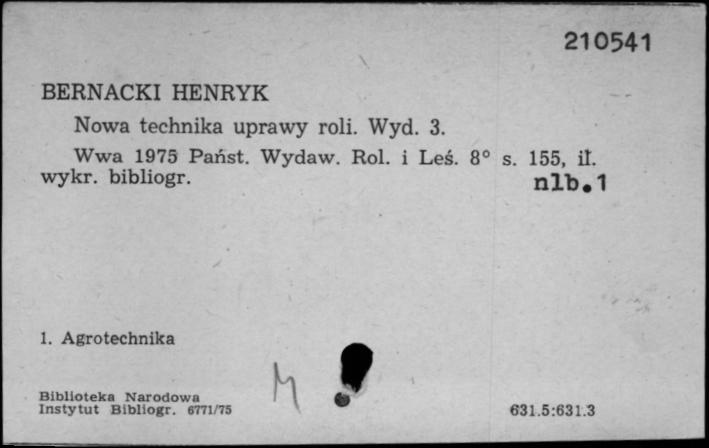 210541
BERNACKI HENRYK
Nowa technika uprawy roli. Wyd. 3.
Wwa 1975 Państ. Wydaw. Rol. i Leś. 8° s. 155, il.
wykr. bibliogr.
nlb.1
1. Agrotechnika
M
Biblioteka Narodowa
Instytut Bibliogr. 6771/75
631.5:631.3